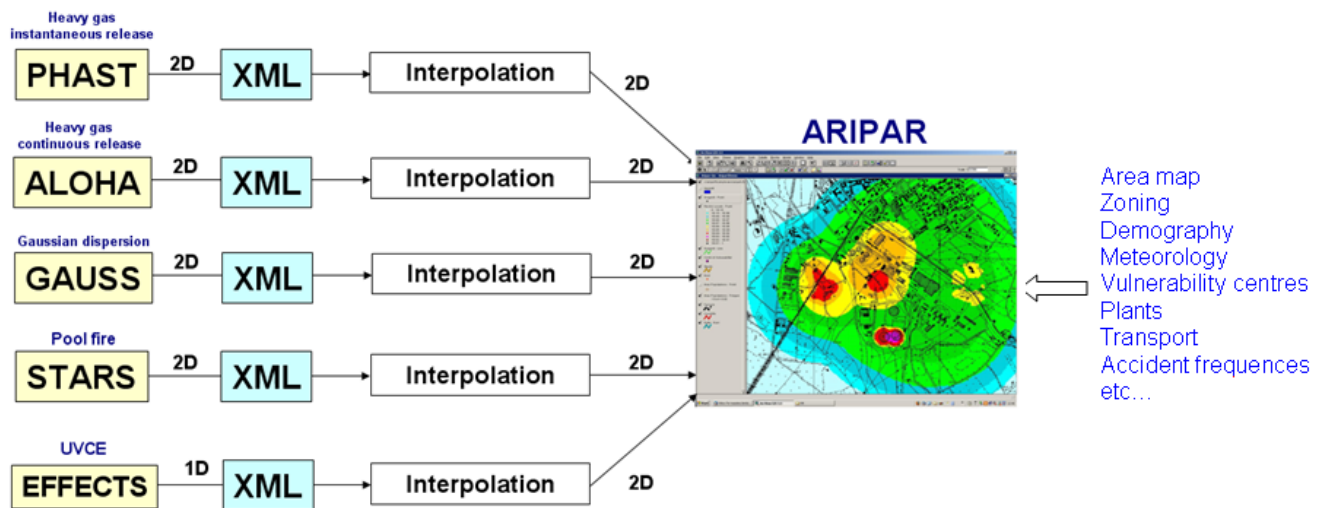 Heavy gas
instantaneous release
PHAST
2D
XML
Interpolation
2D
Heavy gas
continuous release
ALOHA
2D
XML
Interpolation
2D
Gaussian dispersion
GAUSS
2D
XML
Interpolation
2D
Pool fire
STARS
2D
XML
Interpolation
2D
UVCE
EFFECTS
1D
XML
Interpolation
2D
ARIPAR
Area map
Zoning
Demography
Meteorology
Vulnerability centres
Plants
Transport
Accident frequences
etc...